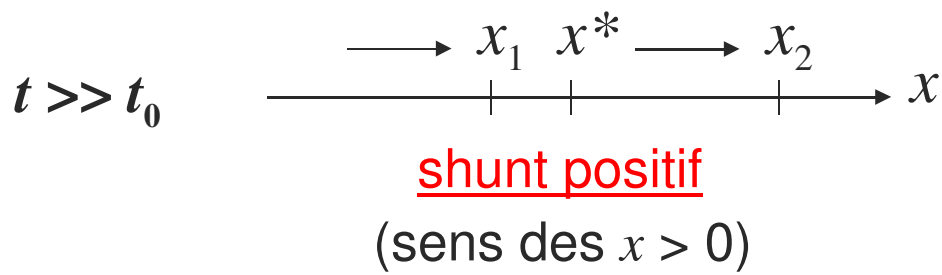 x₁ x* x₂
t >> t₀ x
shunt positif
(sens des x > 0)